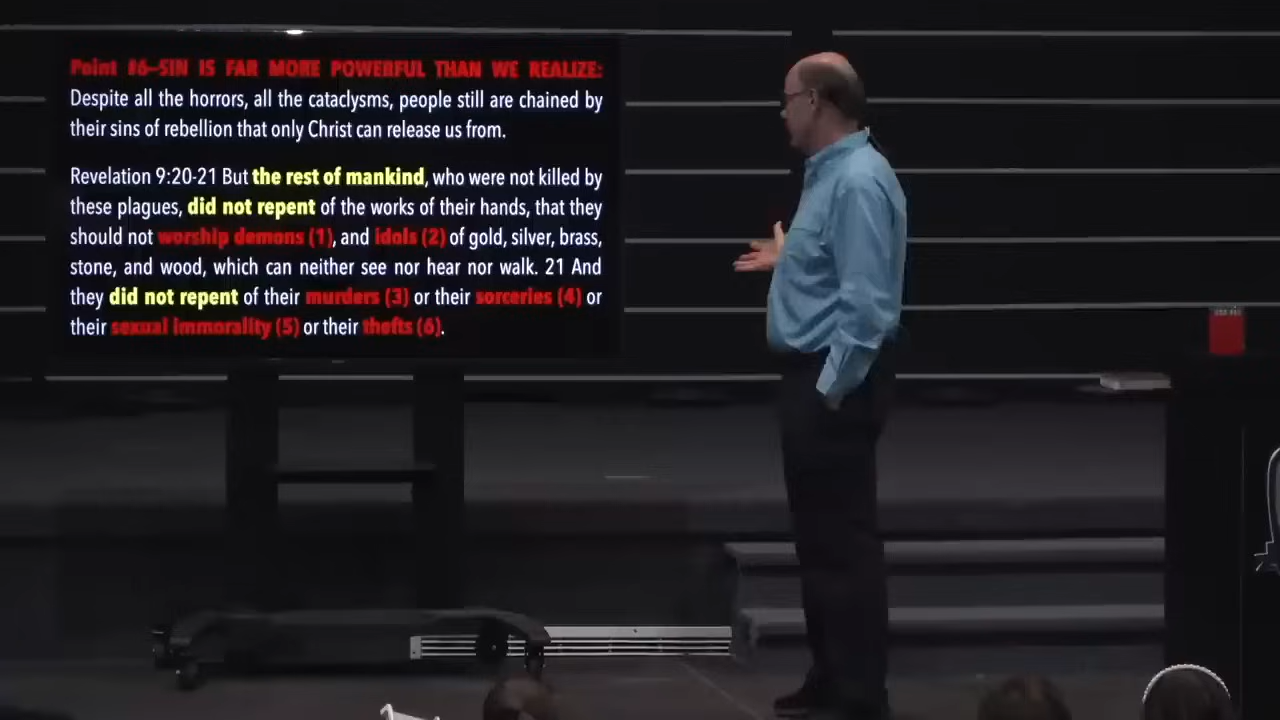 Point #6–SIN IS FAR MORE POWERFUL THAN WE REALIZE:
Despite all the horrors, all the cataclysms, people still are chained by
their sins of rebellion that only Christ can release us from.
Revelation 9:20-21 But the rest of mankind, who were not killed by
these plagues, did not repent of the works of their hands, that they
should not worship demons (1), and idols (2) of gold, silver, brass,
stone, and wood, which can neither see nor hear nor walk. 21 And
they did not repent of their murders (3) or their sorceries (4) or
their sexual immorality (5) or their thefts (6).